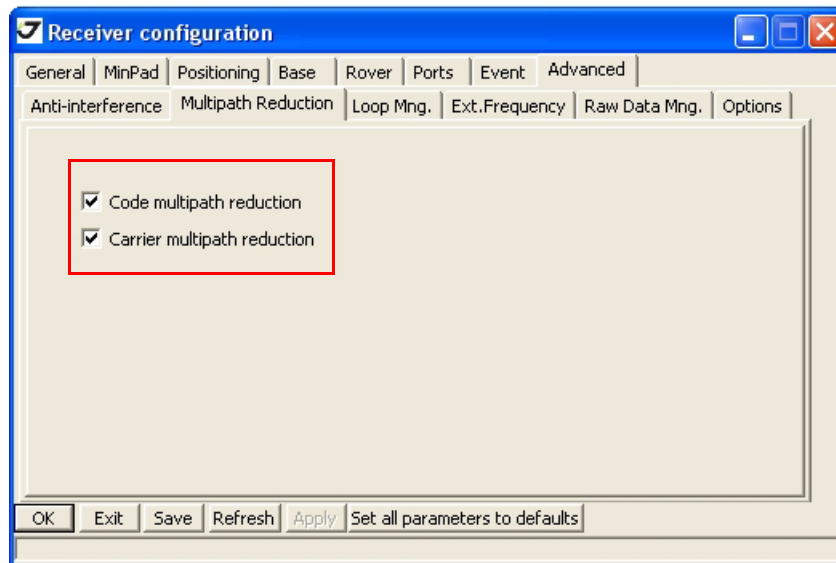 Receiver configuration
General MinPad Positioning Base Rover Ports Event Advanced
Anti-interference Multipath Reduction Loop Mng. Ext.Frequency Raw Data Mng. Options
Code multipath reduction
Carrier multipath reduction
OK Exit Save Refresh Apply Set all parameters to defaults